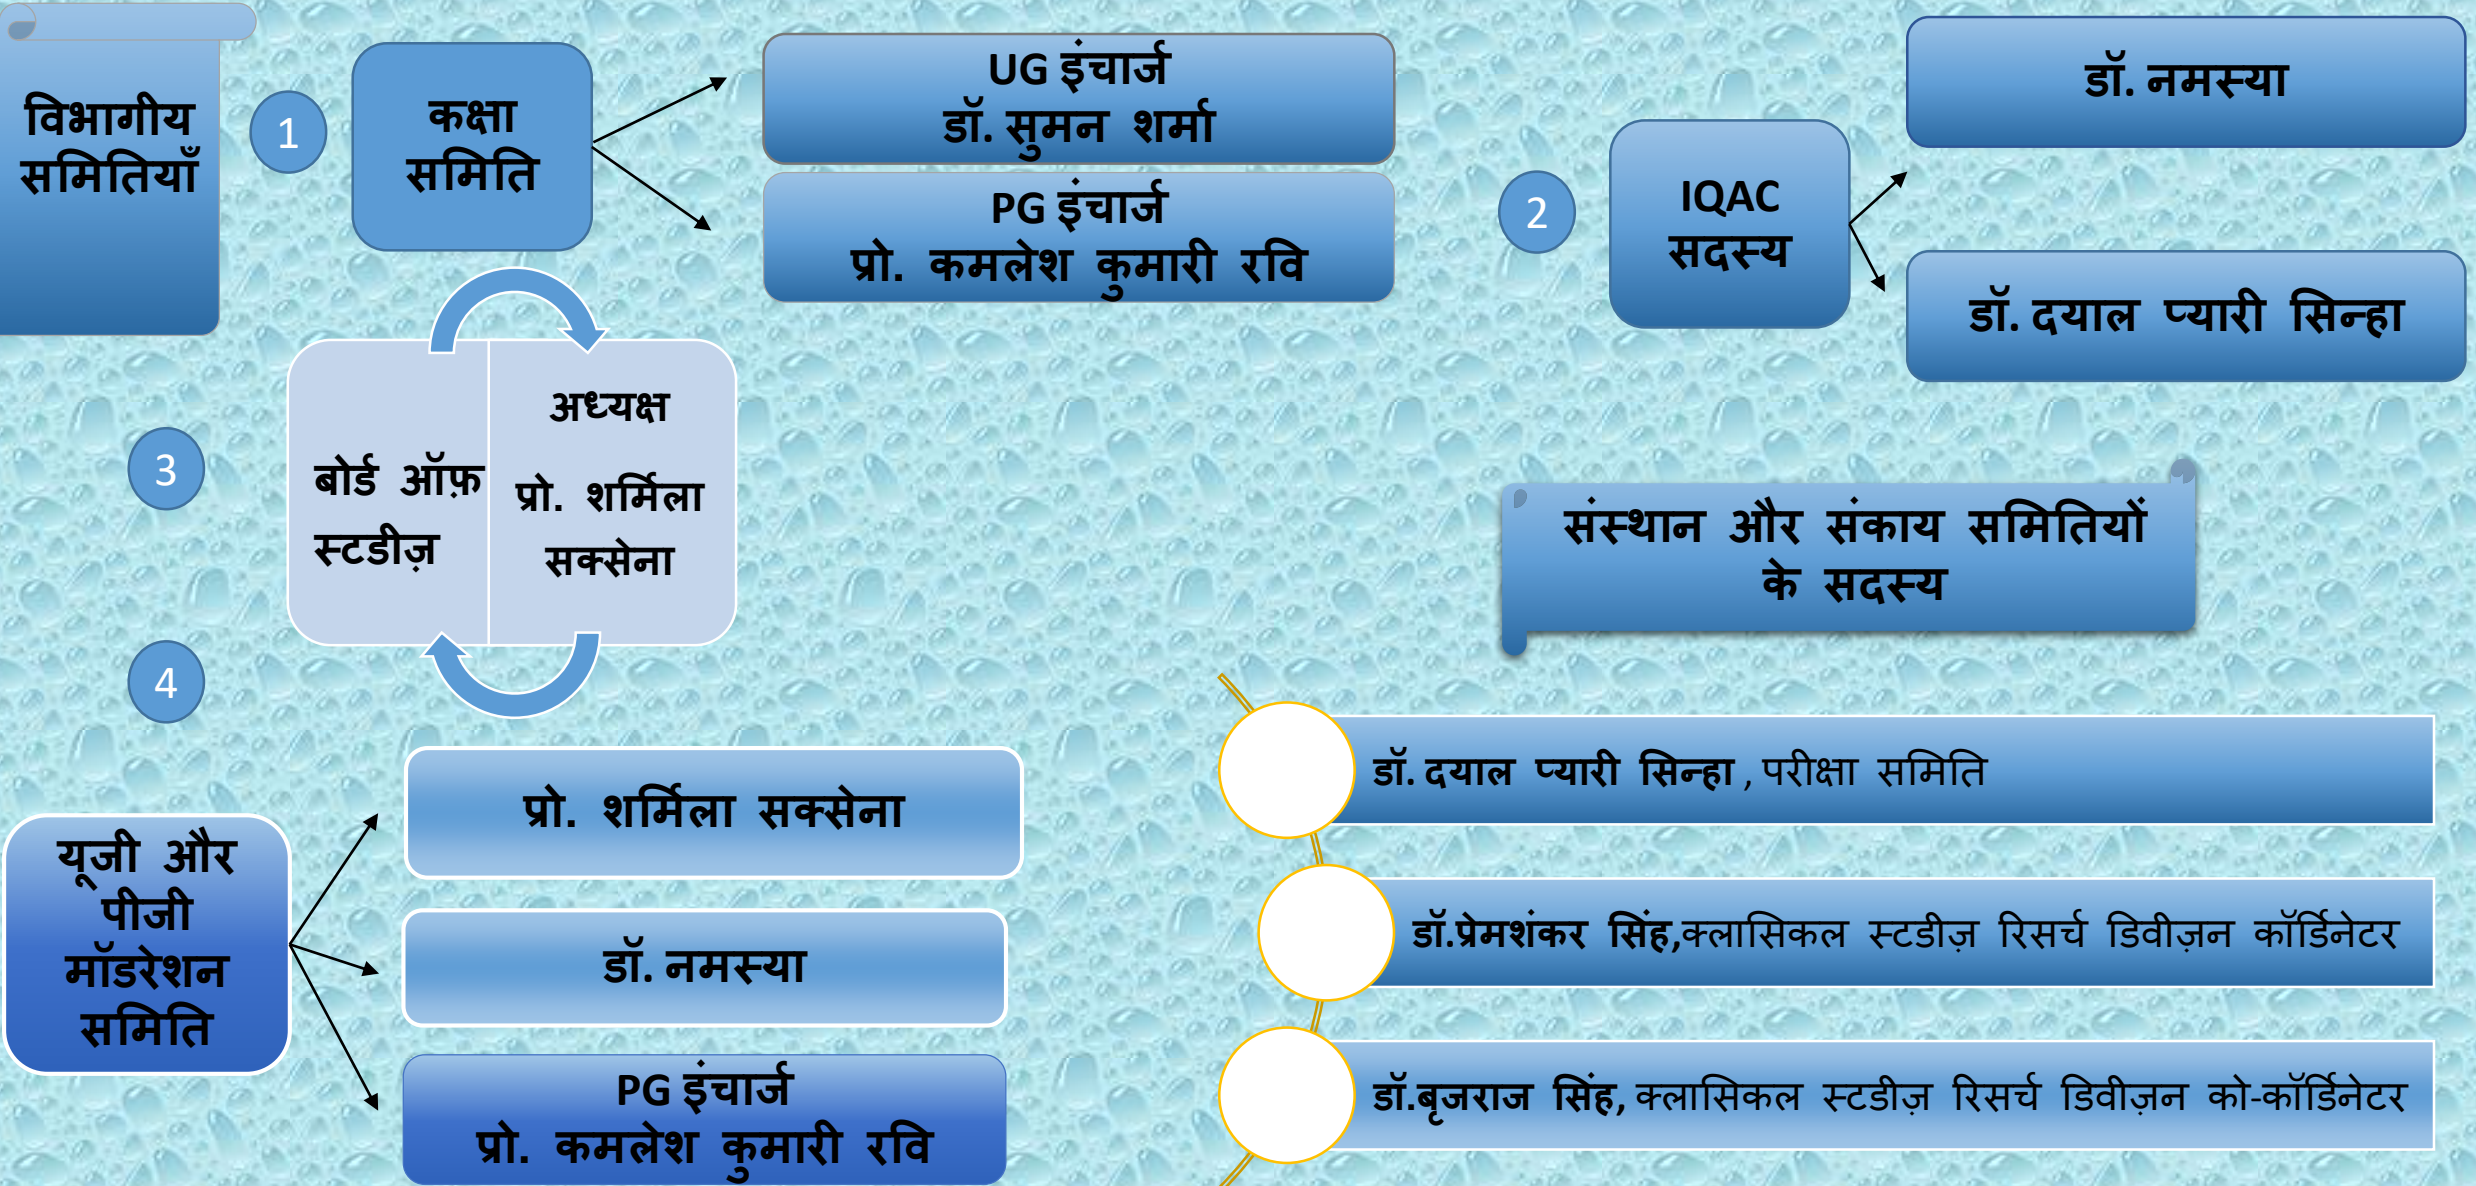 विभागीय
समितियाँ
1
कक्षा
समिति
UG इंचार्ज
डॉ. सुमन शर्मा
PG इंचार्ज
प्रो. कमलेश कुमारी रवि
2
IQAC
सदस्य
डॉ. नमस्या
डॉ. दयाल प्यारी सिन्हा
3
बोर्ड ऑफ़
स्टडीज़
अध्यक्ष
प्रो. शर्मिला
सक्सेना
4
यूजी और
पीजी
मॉडरेशन
समिति
प्रो. शर्मिला सक्सेना
डॉ. नमस्या
PG इंचार्ज
प्रो. कमलेश कुमारी रवि
संस्थान और संकाय समितियों
के सदस्य
डॉ. दयाल प्यारी सिन्हा , परीक्षा समिति
डॉ.प्रेमशंकर सिंह,क्लासिकल स्टडीज़ रिसर्च डिवीज़न कॉर्डिनेटर
डॉ.बृजराज सिंह, क्लासिकल स्टडीज़ रिसर्च डिवीज़न को-कॉर्डिनेटर